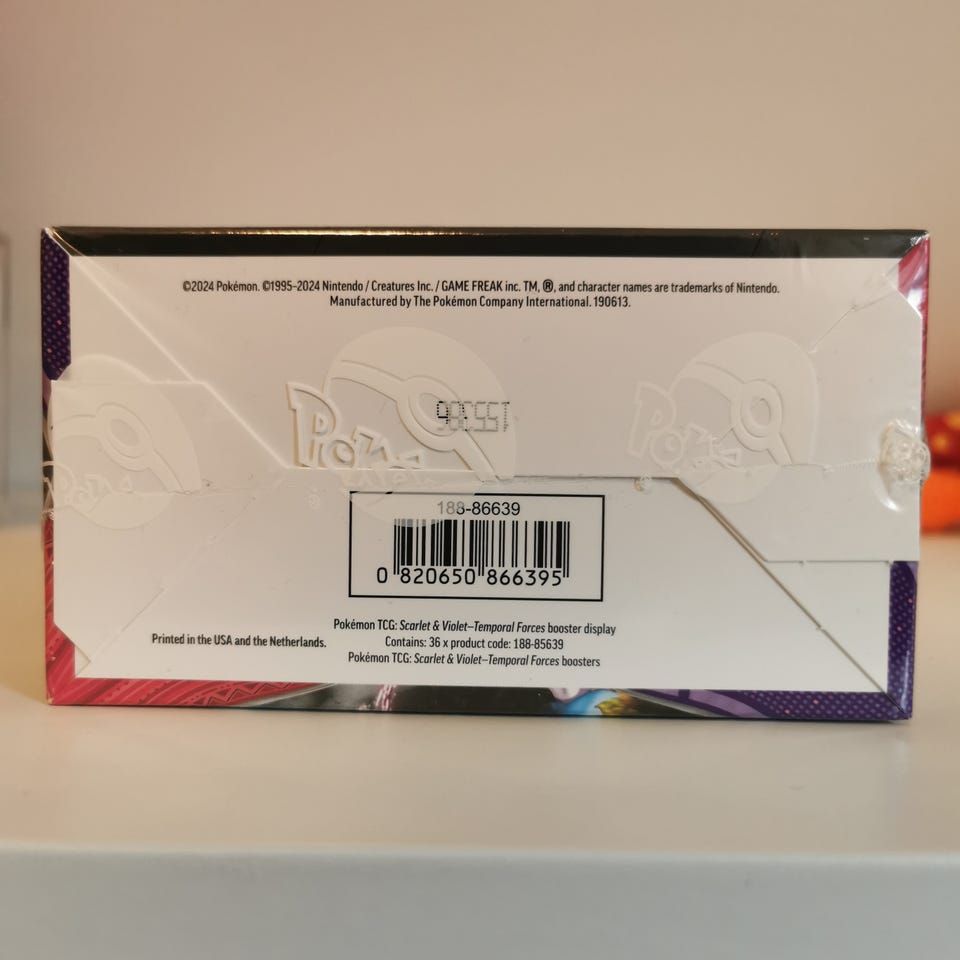 ©2024 Pokémon. ©1995–2024 Nintendo / Creatures Inc. / GAME FREAK inc. TM, ®, and character names are trademarks of Nintendo.
Manufactured by The Pokémon Company International. 190613.
188-86639
0 820650 866395
Pokémon TCG: Scarlet & Violet—Temporal Forces booster display
Printed in the USA and the Netherlands.
Contains: 36 x product code: 188-85639
Pokémon TCG: Scarlet & Violet—Temporal Forces boosters